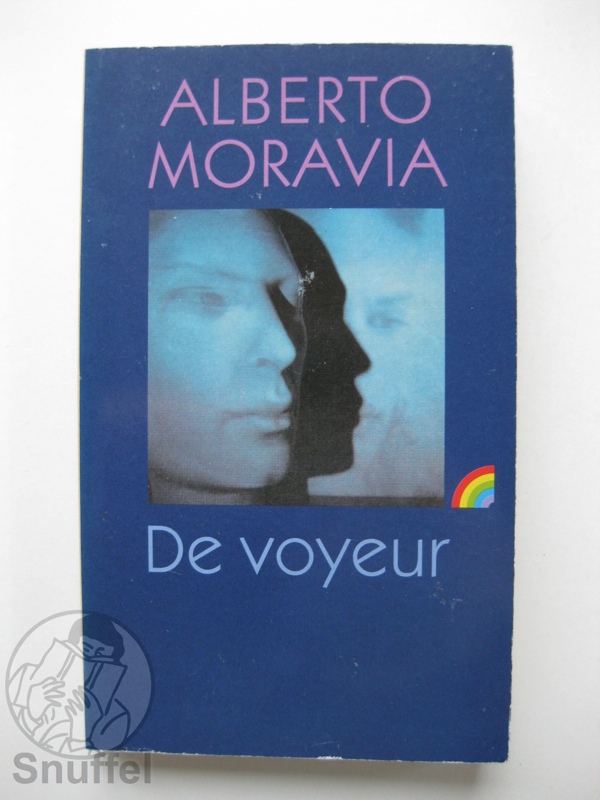 ALBERTO
MORAVIA
De voyeur
Snuffel